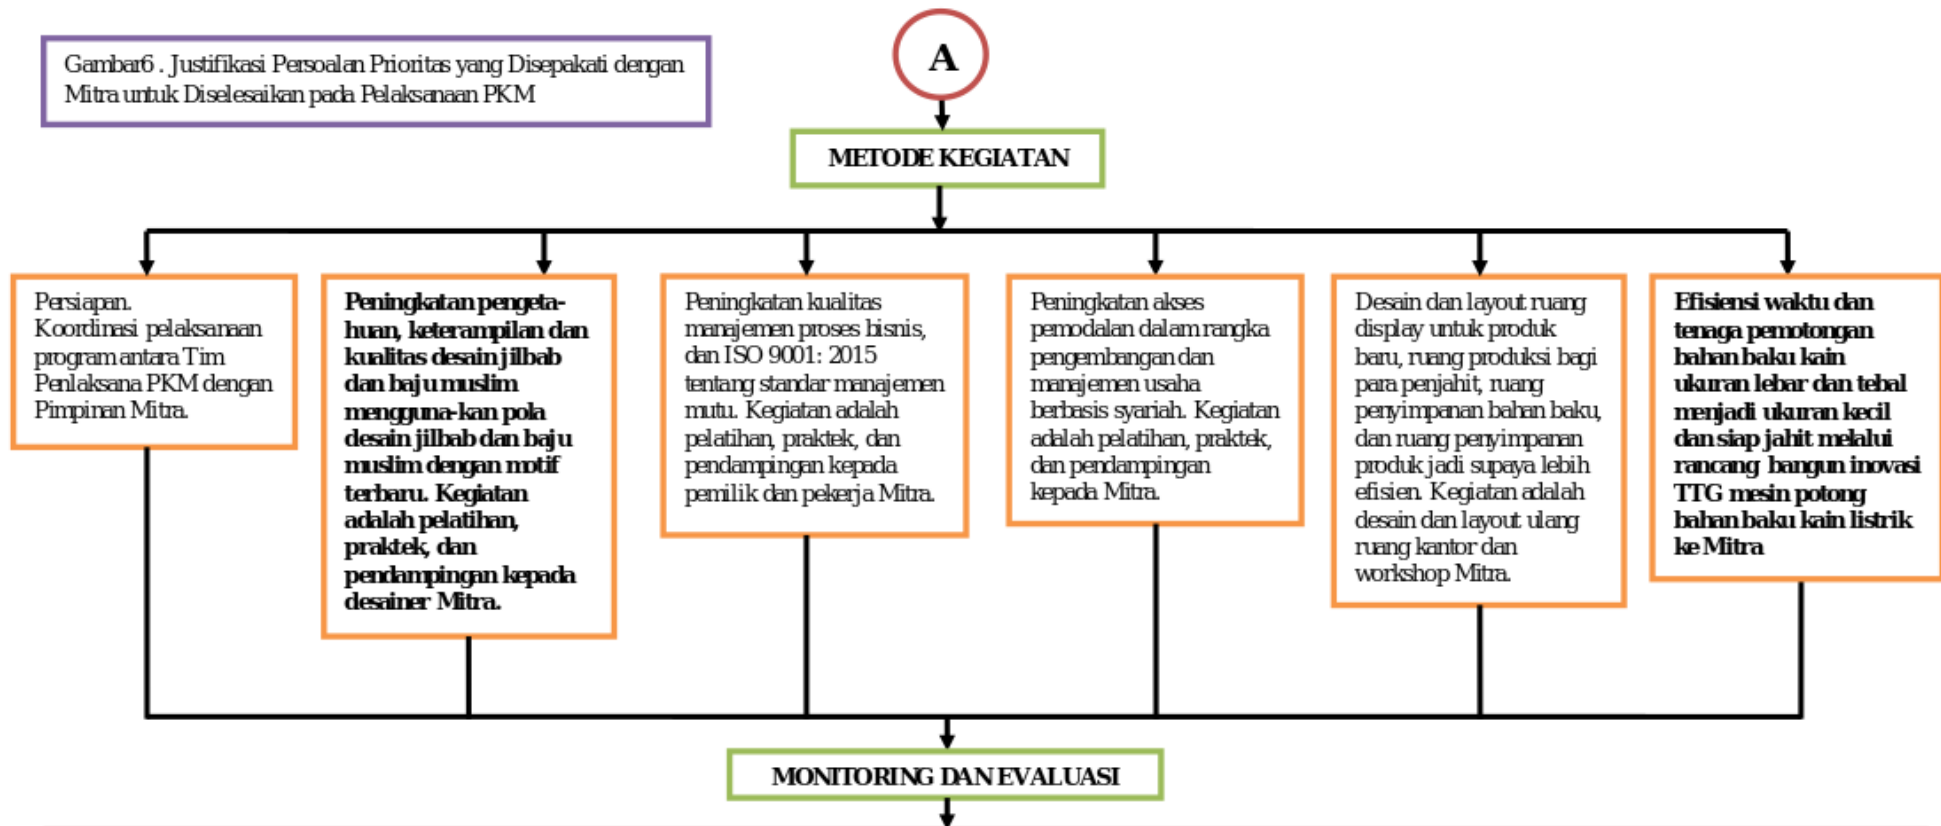 Gambar6 . Justifikasi Persoalan Prioritas yang Disepakati dengan
Mitra untuk Diselesaikan pada Pelaksanaan PKM
A
METODE KEGIATAN
Persiapan.
Koordinasi pelaksanaan
program antara Tim
Penlaksana PKM dengan
Pimpinan Mitra.
Peningkatan pengeta-
huan, keterampilan dan
kualitas desain jilbab
dan baju muslim
mengguna-kan pola
desain jilbab dan baju
muslim dengan motif
terbaru. Kegiatan
adalah pelatihan,
praktek, dan
pendampingan kepada
desainer Mitra.
Peningkatan kualitas
manajemen proses bisnis,
dan ISO 9001: 2015
tentang standar manajemen
mutu. Kegiatan adalah
pelatihan, praktek, dan
pendampingan kepada
pemilik dan pekerja Mitra.
Peningkatan akses
pemodalan dalam rangka
pengembangan dan
manajemen usaha
berbasis syariah. Kegiatan
adalah pelatihan, praktek,
dan pendampingan
kepada Mitra.
Desain dan layout ruang
display untuk produk
baru, ruang produksi bagi
para penjahit, ruang
penyimpanan bahan baku,
dan ruang penyimpanan
produk jadi supaya lebih
efisien. Kegiatan adalah
desain dan layout ulang
ruang kantor dan
workshop Mitra.
Efisiensi waktu dan
tenaga pemotongan
bahan baku kain
ukuran lebar dan tebal
menjadi ukuran kecil
dan siap jahit melalui
rancang bangun inovasi
TTG mesin potong
bahan baku kain listrik
ke Mitra
MONITORING DAN EVALUASI